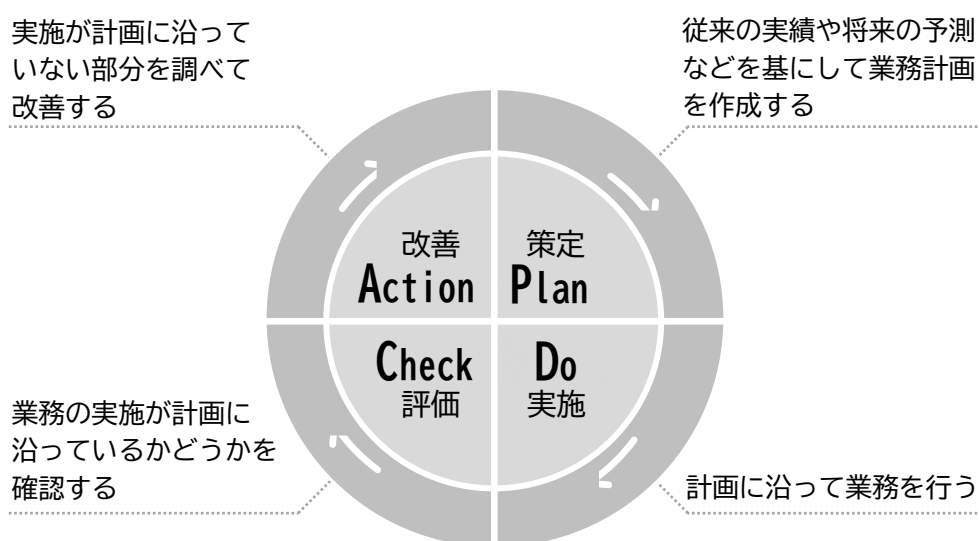 実施が計画に沿って
いない部分を調べて
改善する
従来の実績や将来の予測
などを基にして業務計画
を作成する
改善
Action
策定
Plan
Check
評価
Do
実施
業務の実施が計画に
沿っているかどうかを
確認する
計画に沿って業務を行う